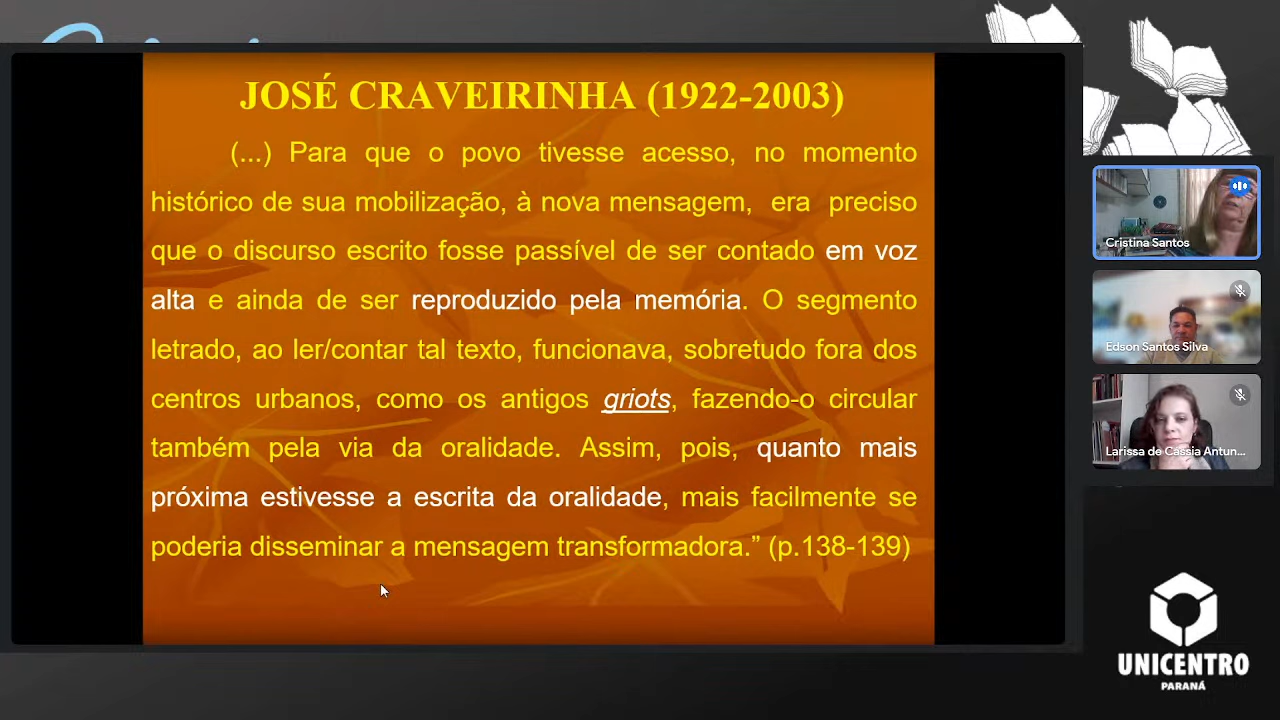 JOSÉ CRAVEIRINHA (1922-2003)
(...) Para que o povo tivesse acesso, no momento
histórico de sua mobilização, à nova mensagem, era preciso
que o discurso escrito fosse passível de ser contado em voz
alta e ainda de ser reproduzido pela memória. O segmento
letrado, ao ler/contar tal texto, funcionava, sobretudo fora dos
centros urbanos, como os antigos griots, fazendo-o circular
também pela via da oralidade. Assim, pois, quanto mais
próxima estivesse a escrita da oralidade, mais facilmente se
poderia disseminar a mensagem transformadora.” (p.138-139)
Cristina Santos
Edson Santos Silva
Larissa de Cassia Antun...
UNICENTRO
PARANÁ